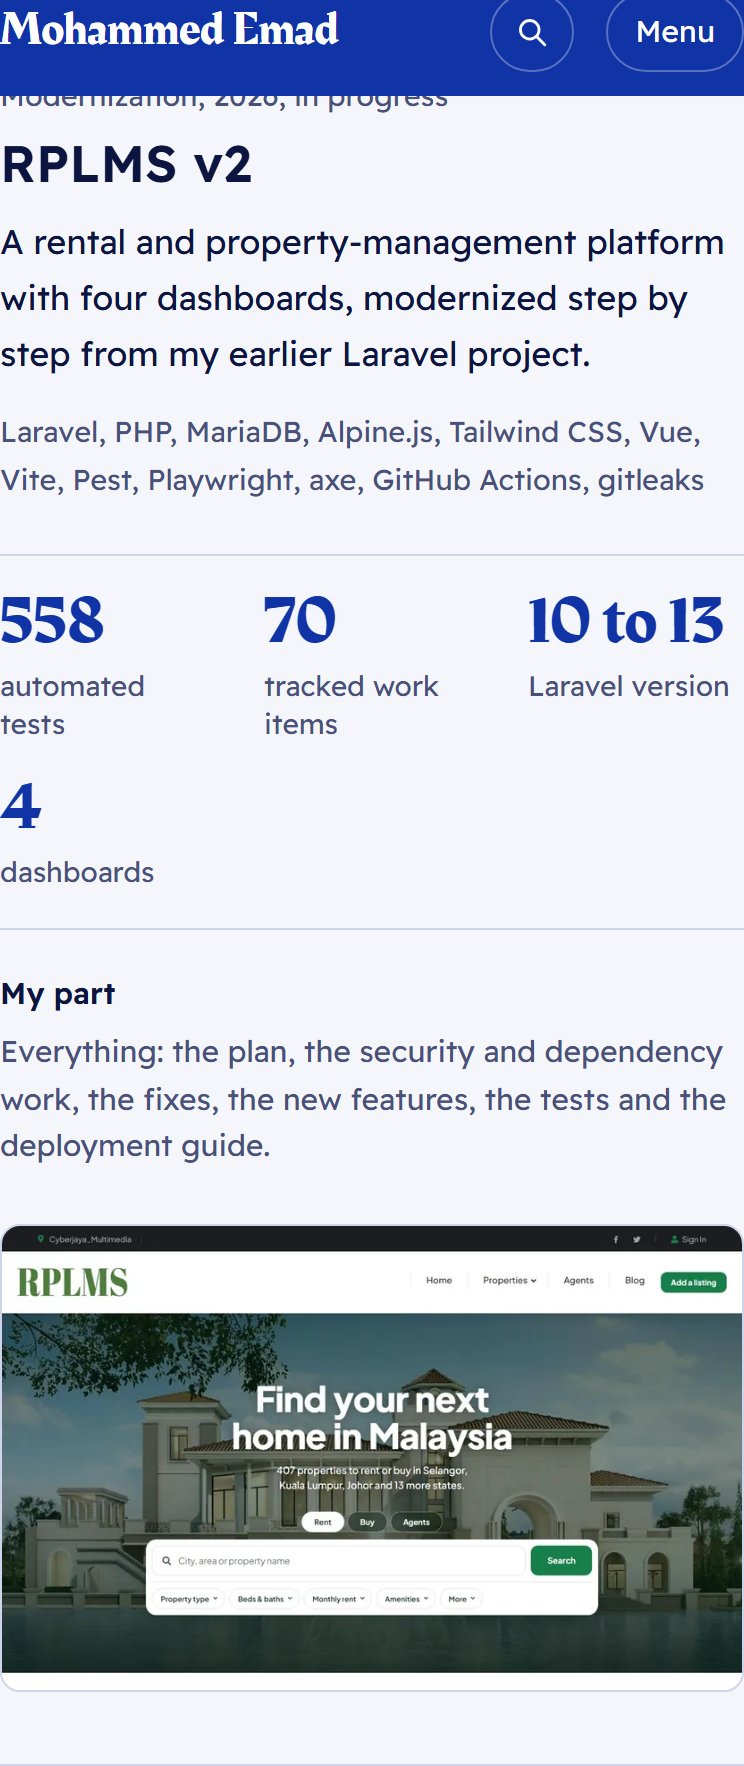 Mohammed Emad
Menu
Modernization, 2026, in progress
RPLMS v2
A rental and property-management platform
with four dashboards, modernized step by
step from my earlier Laravel project.
Laravel, PHP, MariaDB, Alpine.js, Tailwind CSS, Vue,
Vite, Pest, Playwright, axe, GitHub Actions, gitleaks
558
automated
tests
70
tracked work
items
10 to 13
Laravel version
4
dashboards
My part
Everything: the plan, the security and dependency
work, the fixes, the new features, the tests and the
deployment guide.
Cyberjaya_Multimedia
Sign In
RPLMS
Home
Properties
Agents
Blog
Add a listing
Find your next
home in Malaysia
407 properties to rent or buy in Selangor,
Kuala Lumpur, Johor and 13 more states.
Rent
Buy
Agents
City, area or property name
Search
Property type
Beds & baths
Monthly rent
Amenities
More